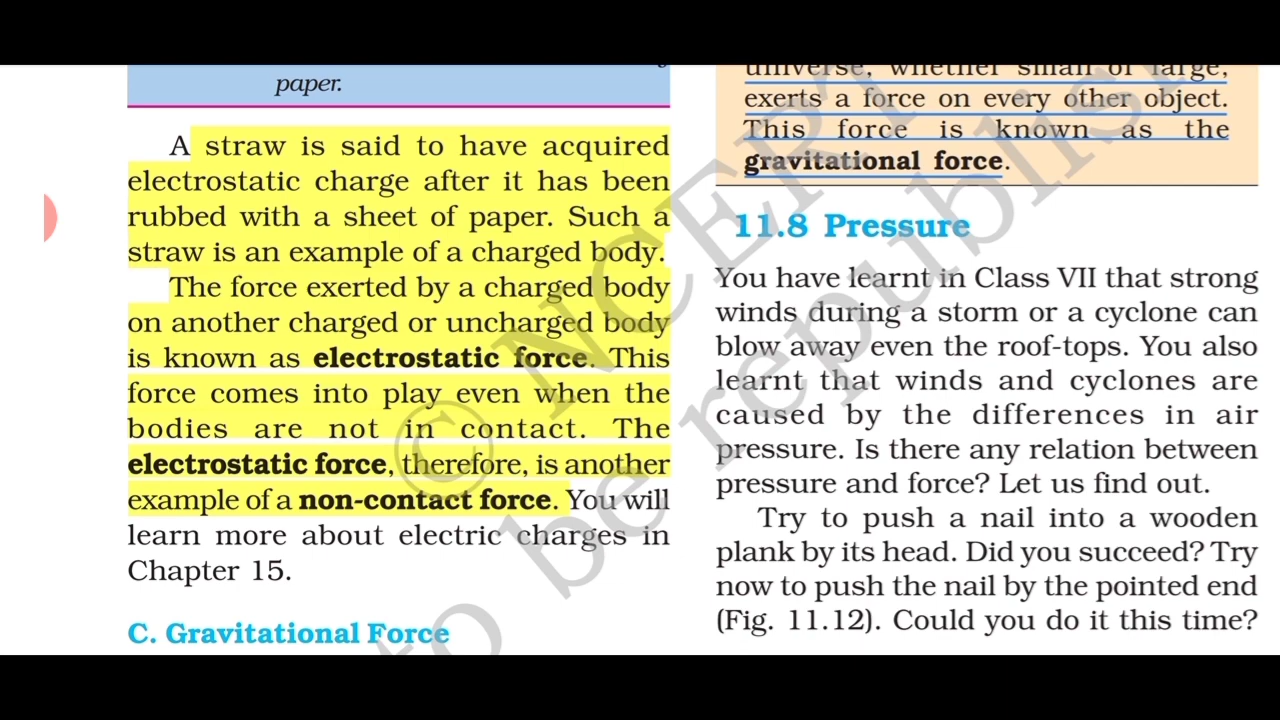 paper.
A straw is said to have acquired
electrostatic charge after it has been
rubbed with a sheet of paper. Such a
straw is an example of a charged body.
The force exerted by a charged body
on another charged or uncharged body
is known as electrostatic force. This
force comes into play even when the
bodies are not in contact. The
electrostatic force, therefore, is another
example of a non-contact force. You will
learn more about electric charges in
Chapter 15.
C. Gravitational Force
universe, whether small or large,
exerts a force on every other object.
This force is known as the
gravitational force.
11.8 Pressure
You have learnt in Class VII that strong
winds during a storm or a cyclone can
blow away even the roof-tops. You also
learnt that winds and cyclones are
caused by the differences in air
pressure. Is there any relation between
pressure and force? Let us find out.
Try to push a nail into a wooden
plank by its head. Did you succeed? Try
now to push the nail by the pointed end
(Fig. 11.12). Could you do it this time?
© NCERT
to be republish